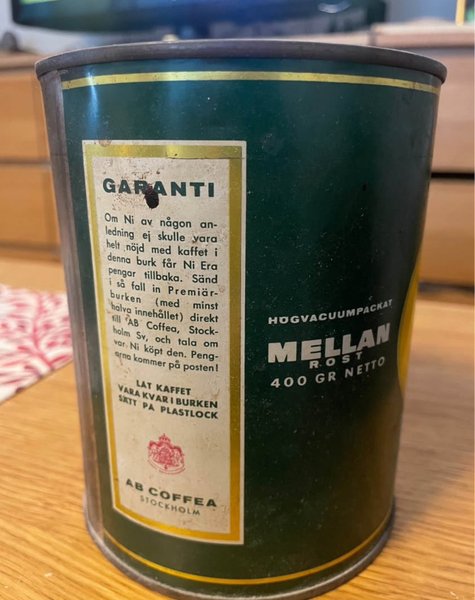 GARANTI
Om Ni av någon an-
ledning ej skulle vara
helt nöjd med kaffet i
denna burk får Ni Era
pengar tillbaka. Sänd
i så fall in Premiär-
burken (med minst
halva innehållet) direkt
till AB Coffea, Stock-
holm Sv, och tala om
var Ni köpt den. Peng-
arna kommer på posten!
LÅT KAFFET
VARA KVAR I BURKEN
SÄTT PÅ PLASTLOCK
AB COFFEA
STOCKHOLM
HÖGVACUUMPACKAT
MELLAN
ROST
400 GR NETTO